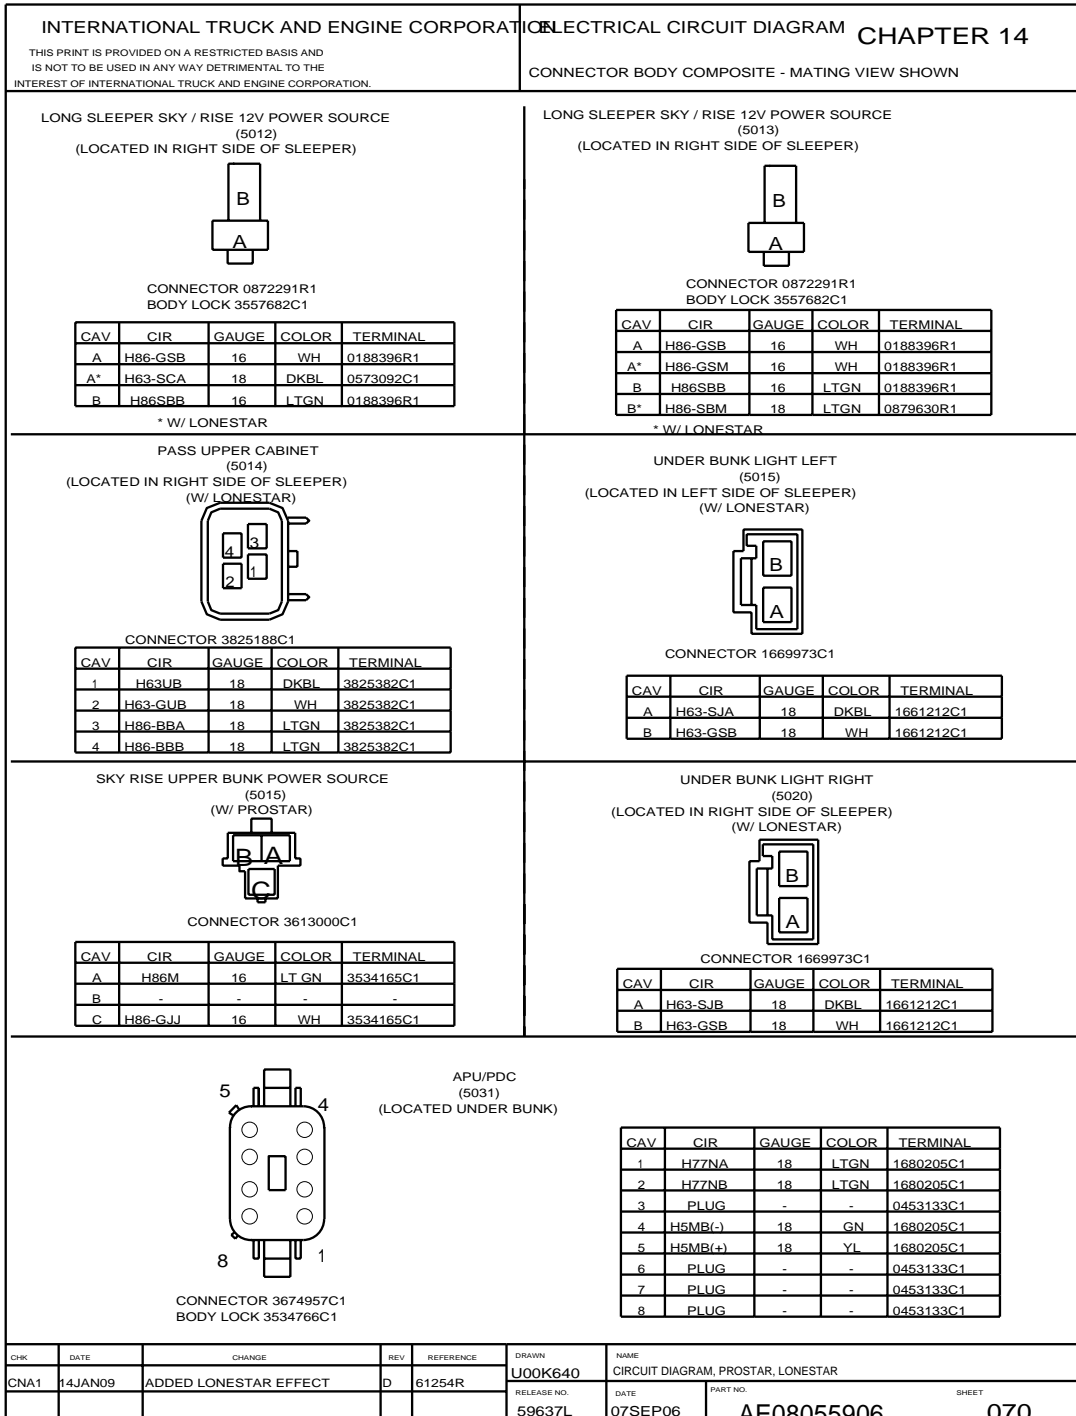 INTERNATIONAL TRUCK AND ENGINE CORPORATION
THIS PRINT IS PROVIDED ON A RESTRICTED BASIS AND
IS NOT TO BE USED IN ANY WAY DETRIMENTAL TO THE
INTEREST OF INTERNATIONAL TRUCK AND ENGINE CORPORATION.
ELECTRICAL CIRCUIT DIAGRAM CHAPTER 14
CONNECTOR BODY COMPOSITE - MATING VIEW SHOWN
LONG SLEEPER SKY / RISE 12V POWER SOURCE
(5012)
(LOCATED IN RIGHT SIDE OF SLEEPER)
B
A
CONNECTOR 0872291R1
BODY LOCK 3557682C1
CAV CIR GAUGE COLOR TERMINAL
A H86-GSB 16 WH 0188396R1
A* H63-SCA 18 DKBL 0573092C1
B H86SBB 16 LTGN 0188396R1
* W/ LONESTAR
LONG SLEEPER SKY / RISE 12V POWER SOURCE
(5013)
(LOCATED IN RIGHT SIDE OF SLEEPER)
B
A
CONNECTOR 0872291R1
BODY LOCK 3557682C1
CAV CIR GAUGE COLOR TERMINAL
A H86-GSB 16 WH 0188396R1
A* H86-GSM 16 WH 0188396R1
B H86SBB 16 LTGN 0188396R1
B* H86-SBM 18 LTGN 0879630R1
* W/ LONESTAR
PASS UPPER CABINET
(5014)
(LOCATED IN RIGHT SIDE OF SLEEPER)
(W/ LONESTAR)
4 3
2 1
CONNECTOR 3825188C1
CAV CIR GAUGE COLOR TERMINAL
1 H63UB 18 DKBL 3825382C1
2 H63-GUB 18 WH 3825382C1
3 H86-BBA 18 LTGN 3825382C1
4 H86-BBB 18 LTGN 3825382C1
UNDER BUNK LIGHT LEFT
(5015)
(LOCATED IN LEFT SIDE OF SLEEPER)
(W/ LONESTAR)
B
A
CONNECTOR 1669973C1
CAV CIR GAUGE COLOR TERMINAL
A H63-SJA 18 DKBL 1661212C1
B H63-GSB 18 WH 1661212C1
SKY RISE UPPER BUNK POWER SOURCE
(5015)
(W/ PROSTAR)
B A
C
CONNECTOR 3613000C1
CAV CIR GAUGE COLOR TERMINAL
A H86M 16 LT GN 3534165C1
B - - - -
C H86-GJJ 16 WH 3534165C1
UNDER BUNK LIGHT RIGHT
(5020)
(LOCATED IN RIGHT SIDE OF SLEEPER)
(W/ LONESTAR)
B
A
CONNECTOR 1669973C1
CAV CIR GAUGE COLOR TERMINAL
A H63-SJB 18 DKBL 1661212C1
B H63-GSB 18 WH 1661212C1
APU/PDC
(5031)
(LOCATED UNDER BUNK)
5 4
8 1
CONNECTOR 3674957C1
BODY LOCK 3534766C1
CAV CIR GAUGE COLOR TERMINAL
1 H77NA 18 LTGN 1680205C1
2 H77NB 18 LTGN 1680205C1
3 PLUG - - 0453133C1
4 H5MB(-) 18 GN 1680205C1
5 H5MB(+) 18 YL 1680205C1
6 PLUG - - 0453133C1
7 PLUG - - 0453133C1
8 PLUG - - 0453133C1
CHK DATE CHANGE REV REFERENCE
CNA1 14JAN09 ADDED LONESTAR EFFECT D 61254R
DRAWN
U00K640
NAME
CIRCUIT DIAGRAM, PROSTAR, LONESTAR
RELEASE NO.
59637L
DATE
07SEP06
PART NO.
AE08055906
SHEET
070